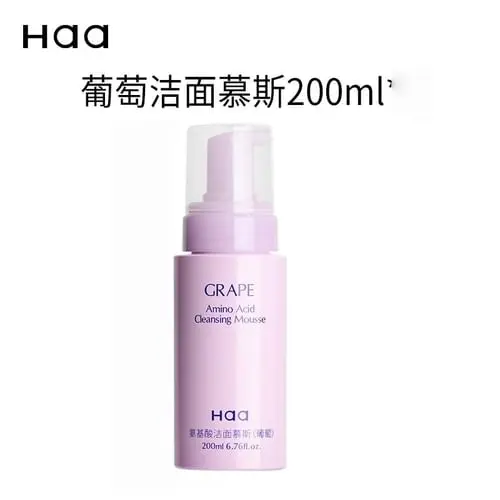 Haa
葡萄洁面慕斯200ml
GRAPE
Amino Acid
Cleansing Mousse
Haa
氨基酸洁面慕斯(葡萄)
200ml 6.76fl.oz.